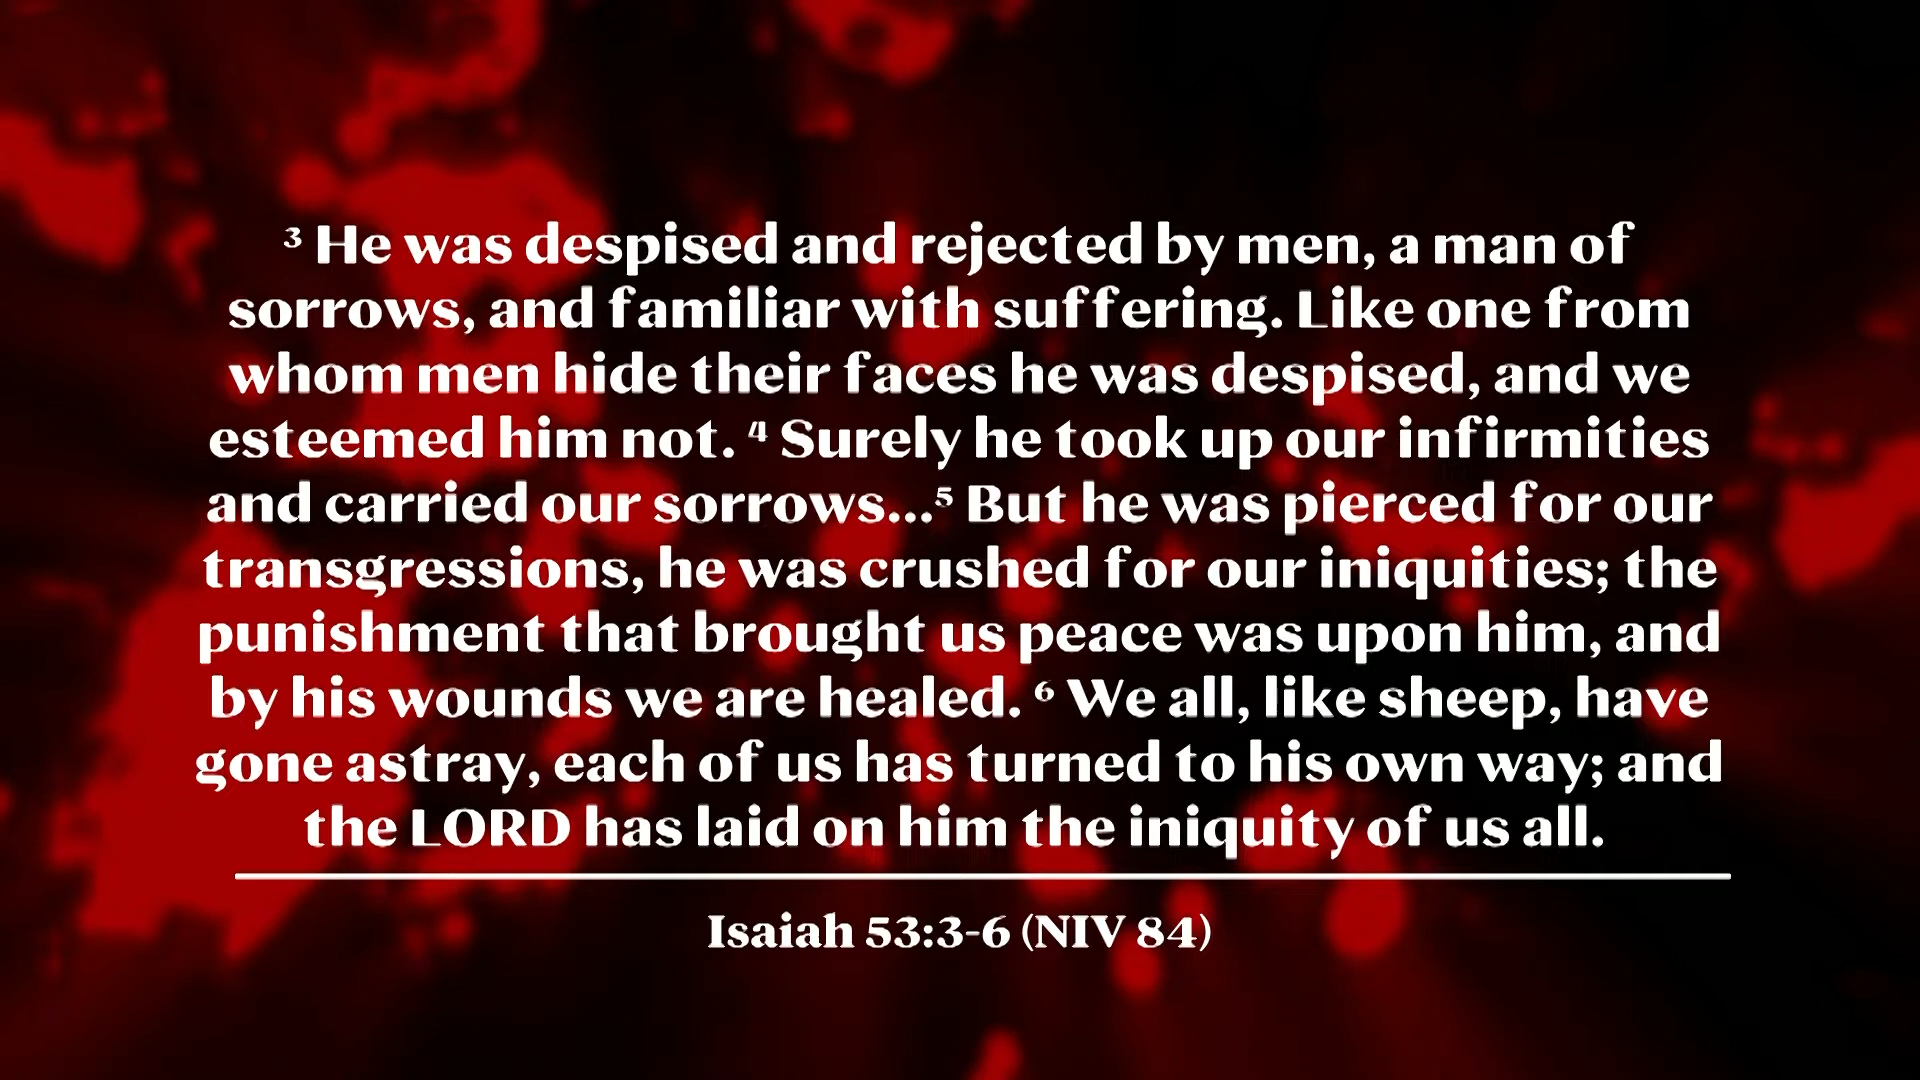 ³ He was despised and rejected by men, a man of
sorrows, and familiar with suffering. Like one from
whom men hide their faces he was despised, and we
esteemed him not. ⁴ Surely he took up our infirmities
and carried our sorrows...⁵ But he was pierced for our
transgressions, he was crushed for our iniquities; the
punishment that brought us peace was upon him, and
by his wounds we are healed. ⁶ We all, like sheep, have
gone astray, each of us has turned to his own way; and
the LORD has laid on him the iniquity of us all.
Isaiah 53:3-6 (NIV 84)